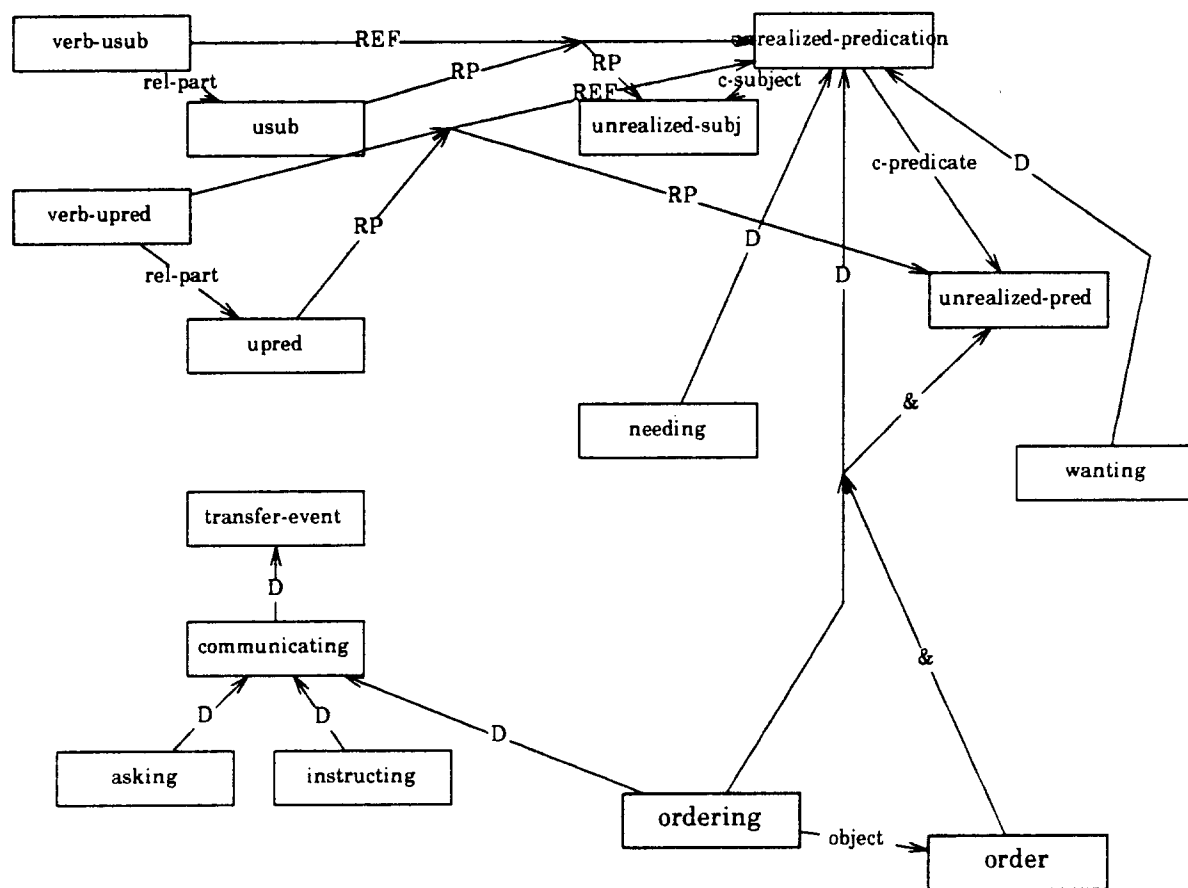 verb-usub
REF
unrealized-predication
rel-part
RP
RP
c-subject
REF
usub
unrealized-subj
c-predicate
D
verb-upred
RP
RP
D
rel-part
D
unrealized-pred
upred
&
needing
wanting
transfer-event
D
communicating
&
D
D
D
asking
instructing
ordering
object
order